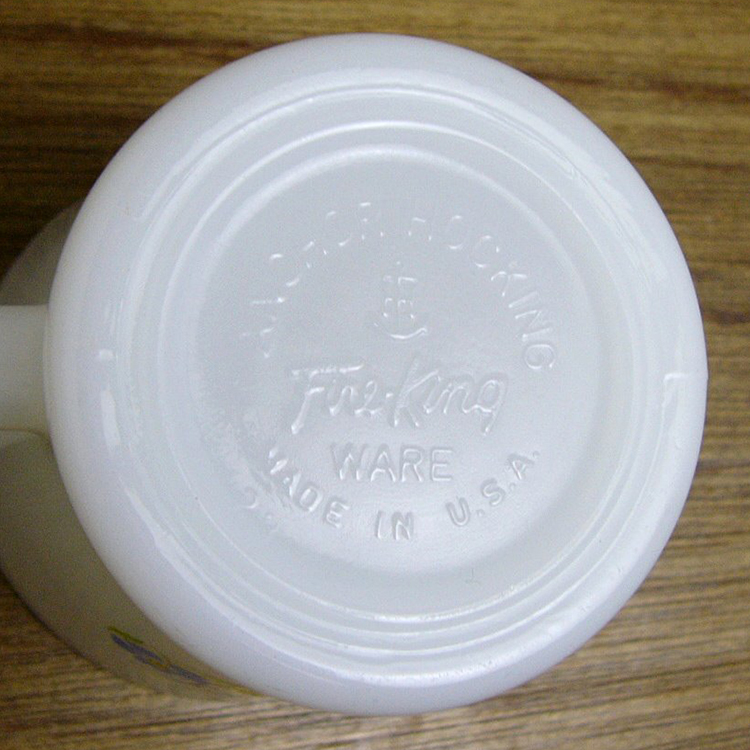 ANCHOR HOCKING
Fire-King
WARE
MADE IN U.S.A.